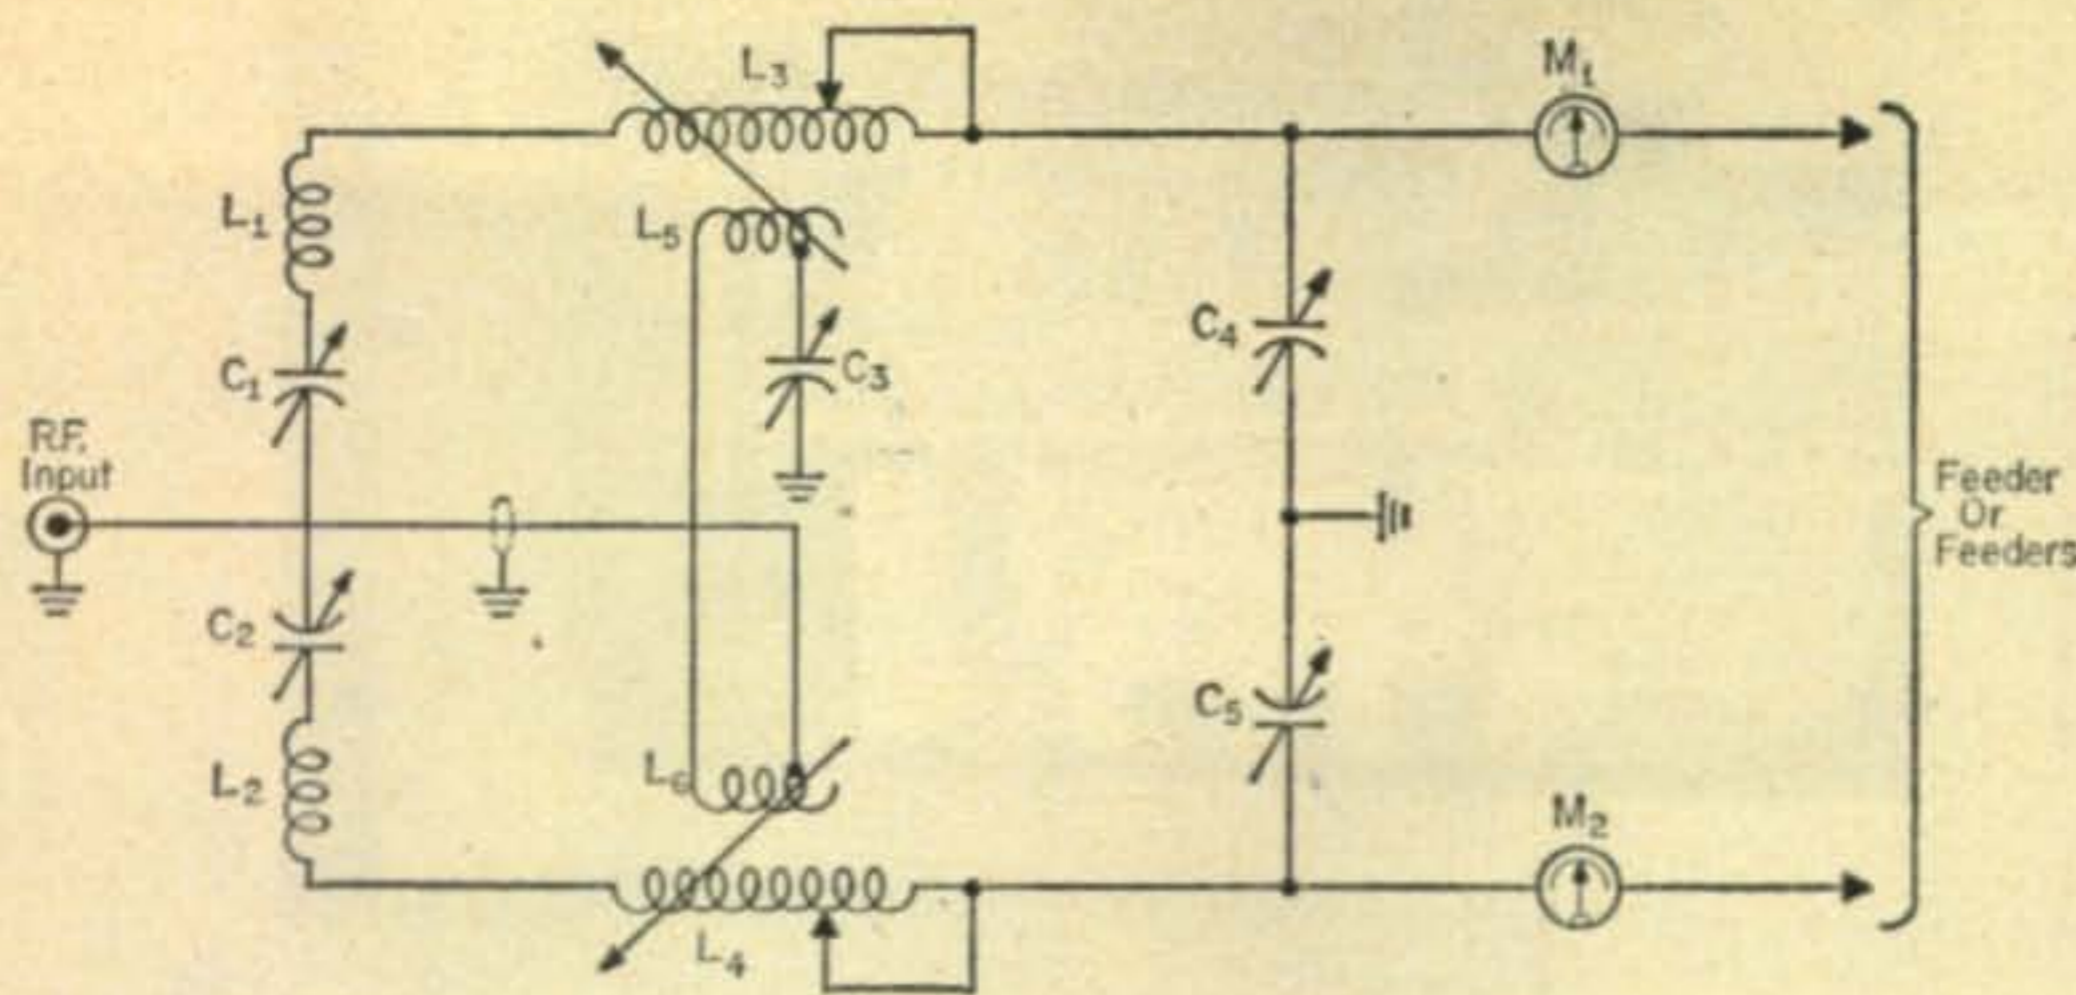 L₃
M₁
L₁
L₅
C₁
C₃
C₄
R.F.
Input
Feeder
Or
Feeders
C₂
C₅
L₂
L₆
M₂
L₄